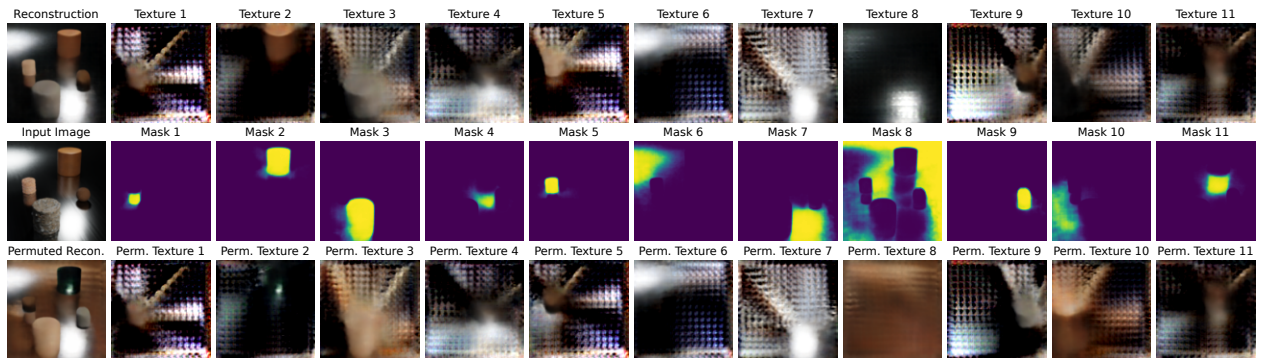 Reconstruction Texture 1 Texture 2 Texture 3 Texture 4 Texture 5 Texture 6 Texture 7 Texture 8 Texture 9 Texture 10 Texture 11
Input Image Mask 1 Mask 2 Mask 3 Mask 4 Mask 5 Mask 6 Mask 7 Mask 8 Mask 9 Mask 10 Mask 11
Permuted Recon. Perm. Texture 1 Perm. Texture 2 Perm. Texture 3 Perm. Texture 4 Perm. Texture 5 Perm. Texture 6 Perm. Texture 7 Perm. Texture 8 Perm. Texture 9 Perm. Texture 10 Perm. Texture 11